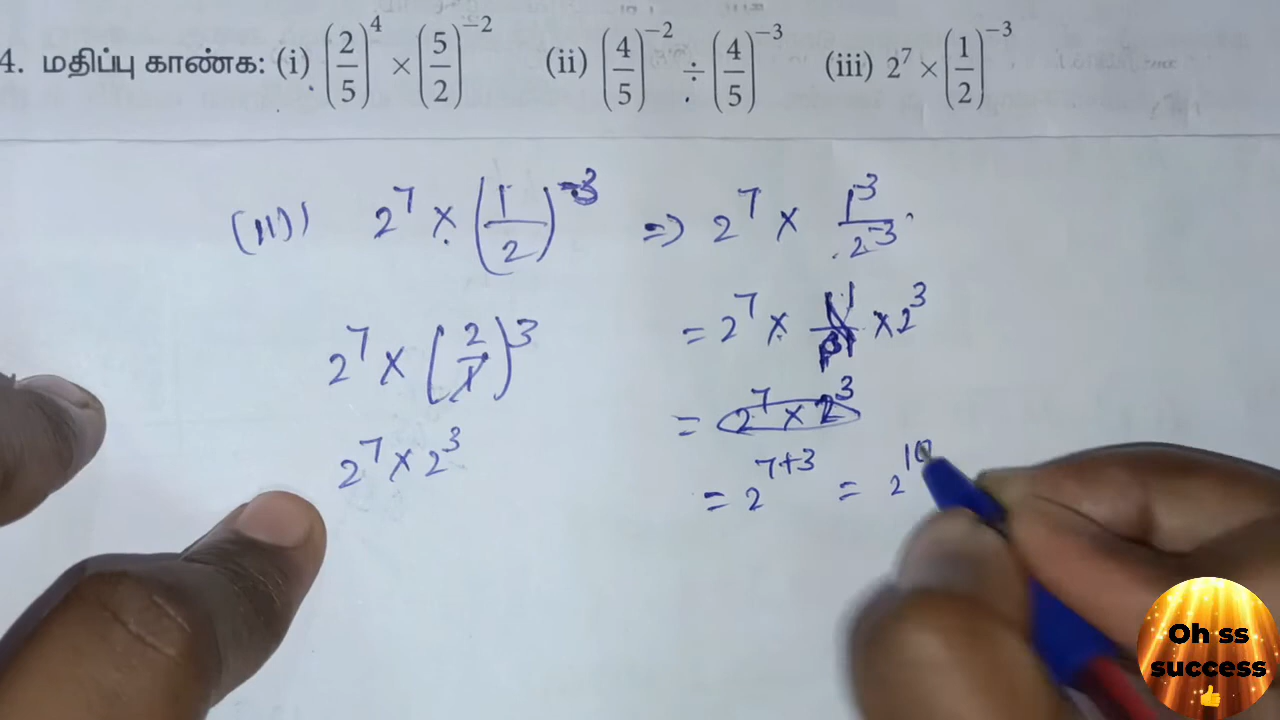 4. மதிப்பு காண்க: (i) (2/5)^4 × (5/2)^-2 (ii) (4/5)^-2 ÷ (4/5)^-3 (iii) 2^7 × (1/2)^-3
(iii) 2^7 × (1/2)^-3 => 2^7 × 1^-3/2^-3
= 2^7 × 1/1 × 2^3
2^7 × (2/1)^3
= 2^7 × 2^3
2^7 × 2^3
= 2^7+3 = 2^10
Oh ss
success